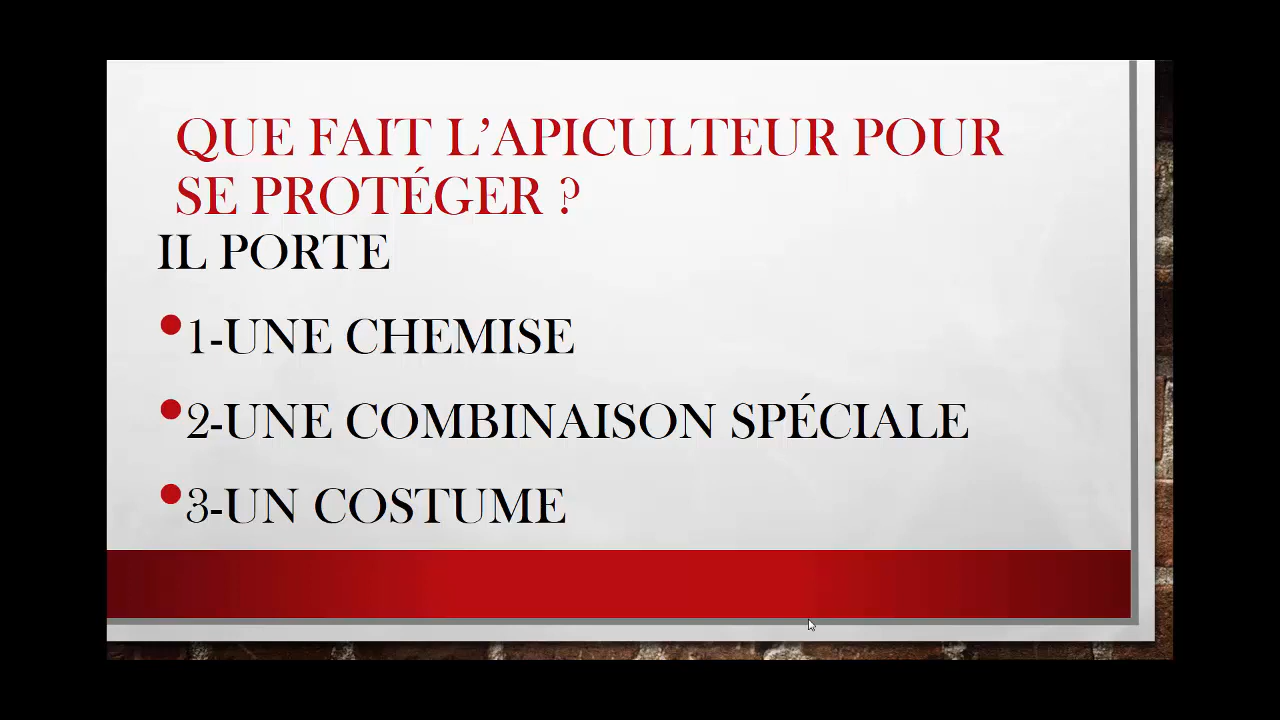 QUE FAIT L’APICULTEUR POUR
SE PROTÉGER ?
IL PORTE
•1-UNE CHEMISE
•2-UNE COMBINAISON SPÉCIALE
•3-UN COSTUME